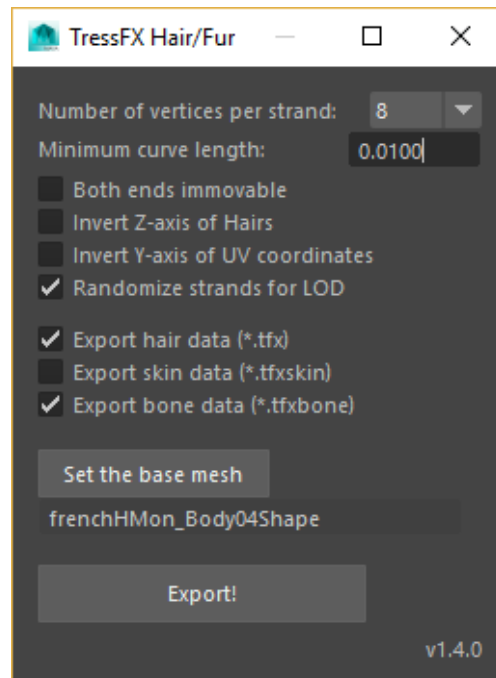 TressFX Hair/Fur
Number of vertices per strand: 8
Minimum curve length: 0.0100
Both ends immovable
Invert Z-axis of Hairs
Invert Y-axis of UV coordinates
Randomize strands for LOD
Export hair data (*.tfx)
Export skin data (*.tfxskin)
Export bone data (*.tfxbone)
Set the base mesh
frenchHMon_Body04Shape
Export!
v1.4.0